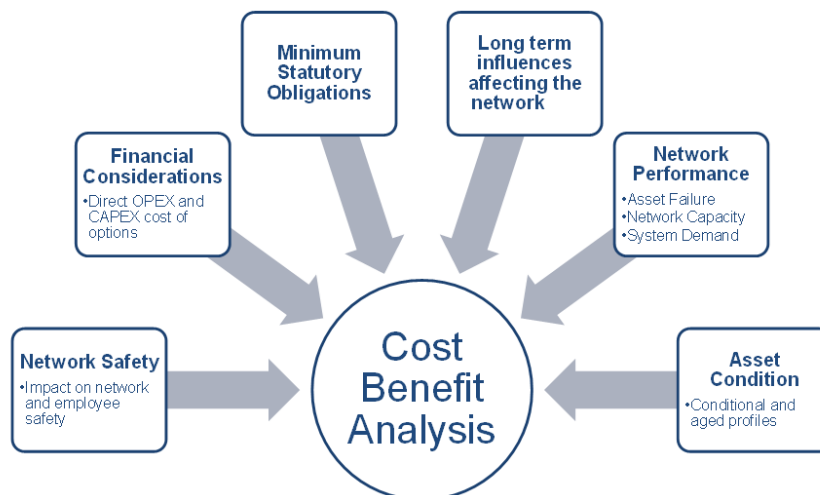 Minimum
Statutory
Obligations
Long term
influences
affecting the
network
Financial
Considerations
•Direct OPEX and
CAPEX cost of
options
Network
Performance
•Asset Failure
•Network Capacity
•System Demand
Network Safety
•Impact on network
and employee
safety
Cost
Benefit
Analysis
Asset
Condition
•Conditional and
aged profiles